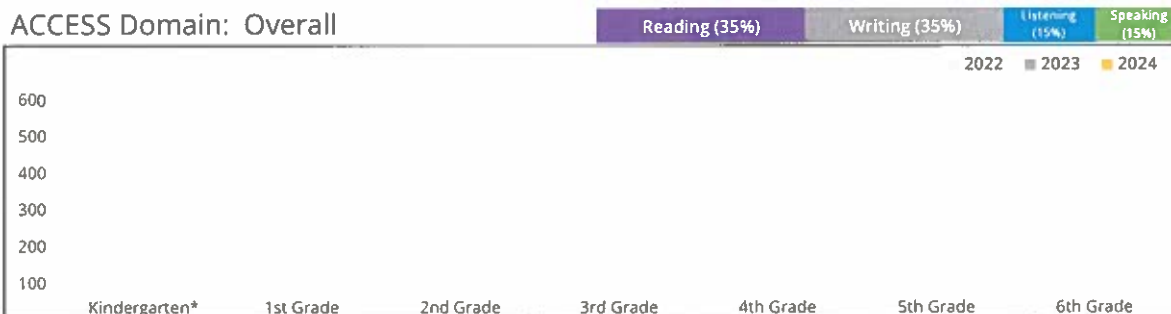 ACCESS Domain: Overall
Reading (35%)
Writing (35%)
Listening
(15%)
Speaking
(15%)
2022 2023 2024
600
500
400
300
200
100
Kindergarten* 1st Grade 2nd Grade 3rd Grade 4th Grade 5th Grade 6th Grade